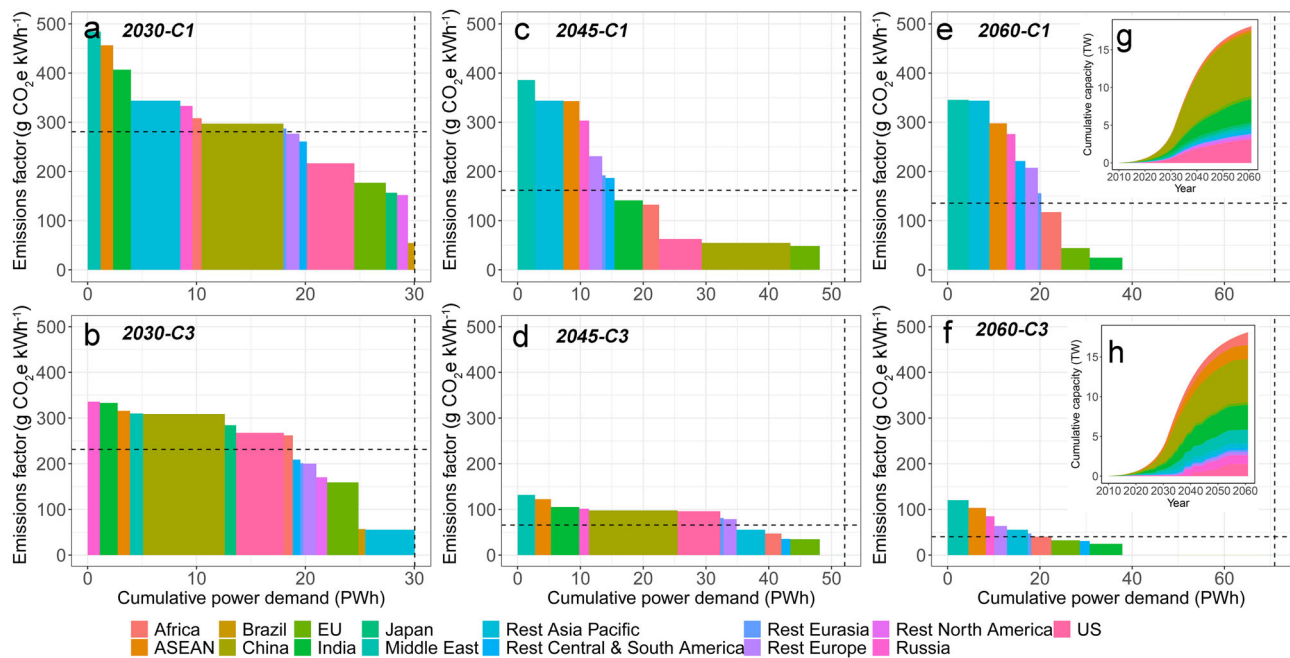 a 2030-C1
Emissions factor (g CO2e kWh-1)
500
400
300
200
100
0
0 10 20 30
c 2045-C1
Emissions factor (g CO2e kWh-1)
500
400
300
200
100
0
0 10 20 30 40 50
e 2060-C1
Emissions factor (g CO2e kWh-1)
500
400
300
200
100
0
0 20 40 60
g
Cumulative capacity (TW)
15
10
5
0
2010 2020 2030 2040 2050 2060
Year
b 2030-C3
Emissions factor (g CO2e kWh-1)
500
400
300
200
100
0
0 10 20 30
Cumulative power demand (PWh)
d 2045-C3
Emissions factor (g CO2e kWh-1)
500
400
300
200
100
0
0 10 20 30 40 50
Cumulative power demand (PWh)
f 2060-C3
Emissions factor (g CO2e kWh-1)
500
400
300
200
100
0
0 20 40 60
Cumulative power demand (PWh)
h
Cumulative capacity (TW)
15
10
5
0
2010 2020 2030 2040 2050 2060
Year
Africa Brazil EU Japan Rest Asia Pacific Rest Eurasia Rest North America US
ASEAN China India Middle East Rest Central & South America Rest Europe Russia